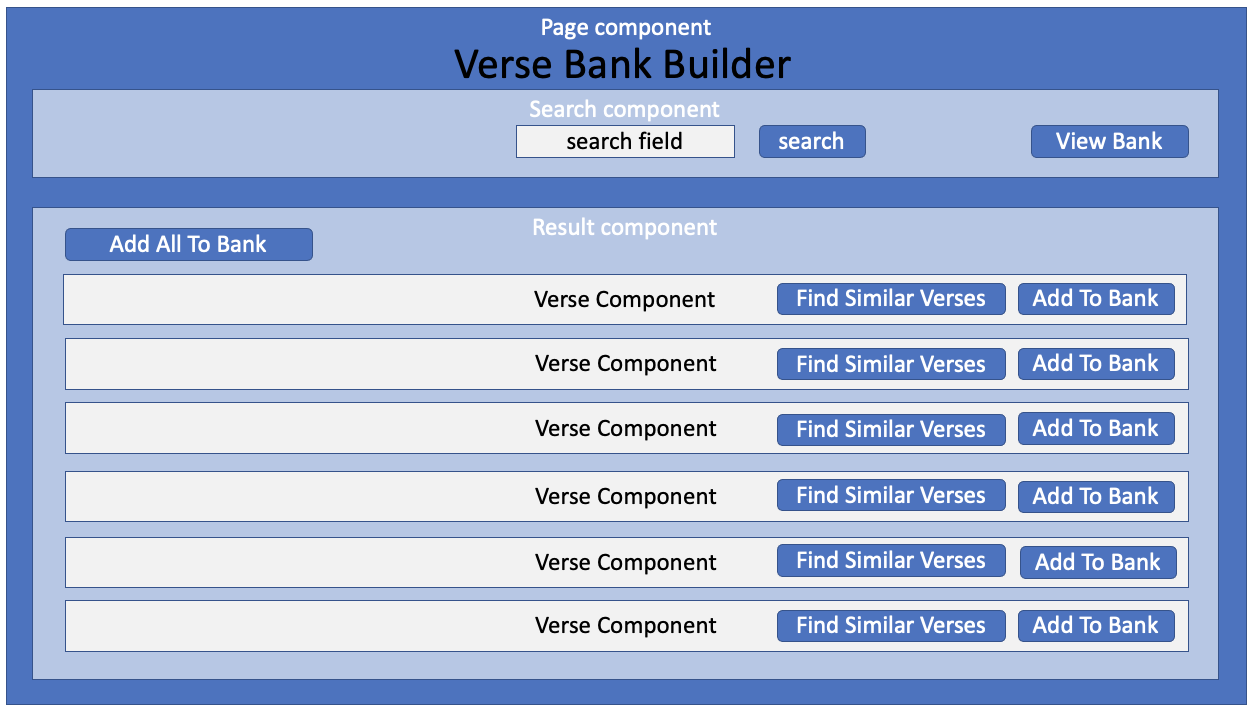 Page component
Verse Bank Builder
Search component
search field search View Bank
Result component
Add All To Bank
Verse Component Find Similar Verses Add To Bank
Verse Component Find Similar Verses Add To Bank
Verse Component Find Similar Verses Add To Bank
Verse Component Find Similar Verses Add To Bank
Verse Component Find Similar Verses Add To Bank
Verse Component Find Similar Verses Add To Bank